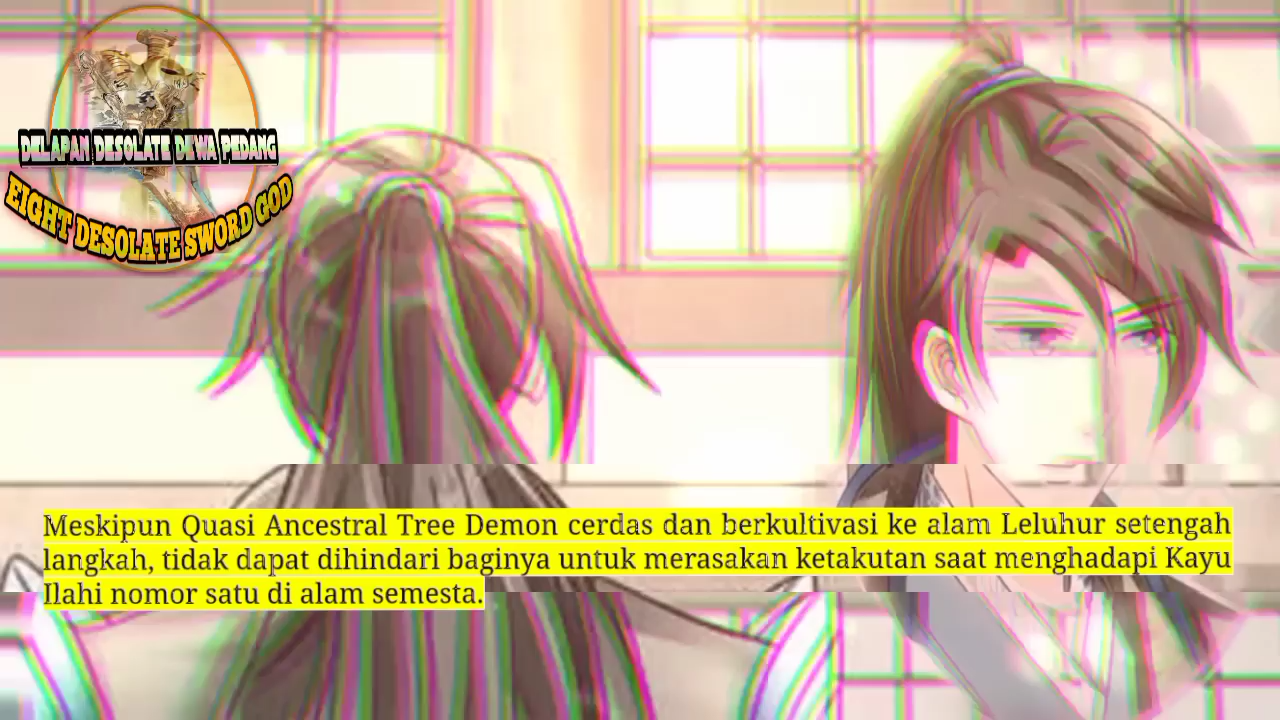 DELAPAN DESOLATE DEWA PEDANG
EIGHT DESOLATE SWORD GOD
Meskipun Quasi Ancestral Tree Demon cerdas dan berkultivasi ke alam Leluhur setengah
langkah, tidak dapat dihindari baginya untuk merasakan ketakutan saat menghadapi Kayu
Ilahi nomor satu di alam semesta.